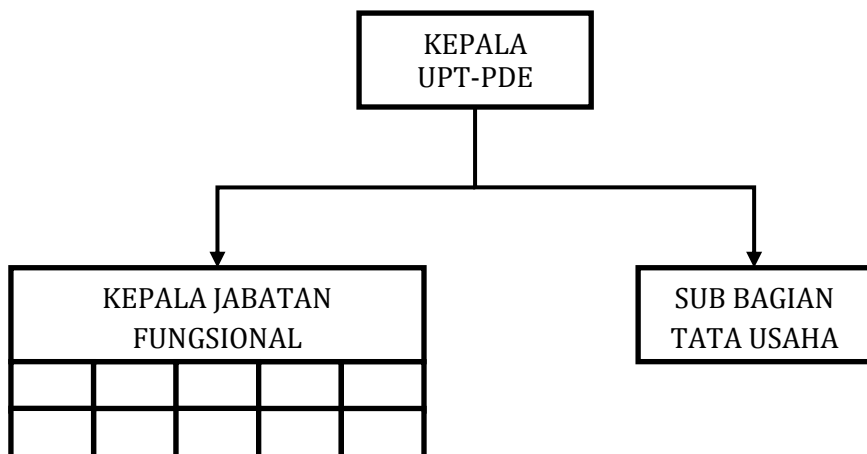 KEPALA
UPT-PDE
KEPALA JABATAN
FUNGSIONAL
SUB BAGIAN
TATA USAHA